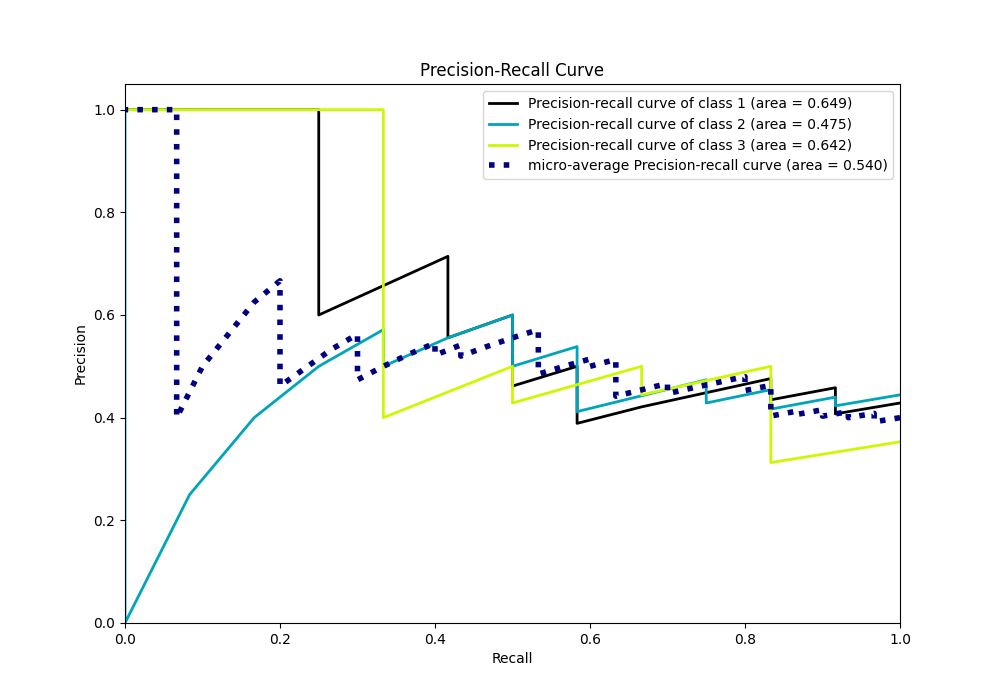 Precision-Recall Curve
Precision-recall curve of class 1 (area = 0.649)
Precision-recall curve of class 2 (area = 0.475)
Precision-recall curve of class 3 (area = 0.642)
micro-average Precision-recall curve (area = 0.540)
1.0
0.8
0.6
0.4
0.2
0.0
Precision
0.0 0.2 0.4 0.6 0.8 1.0
Recall